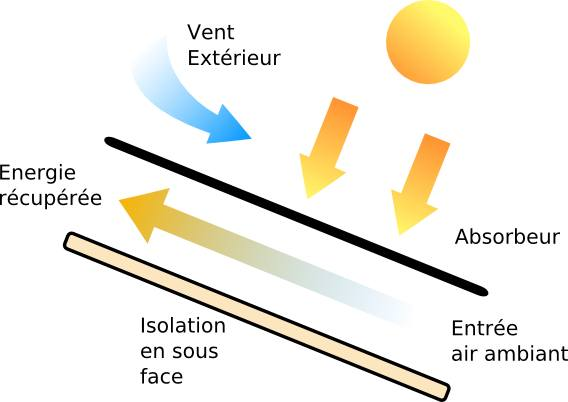 Vent
Extérieur
Energie
récupérée
Absorbeur
Isolation
en sous
face
Entrée
air ambiant